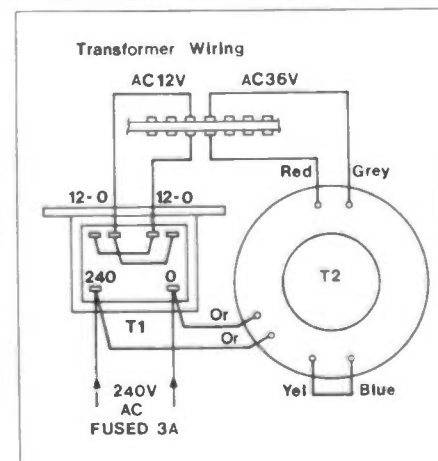 Transformer Wiring
AC12V
AC36V
Red
Grey
12-0
12-0
240
0
T2
T1
Or
Or
240V
AC
FUSED 3A
Yel
Blue